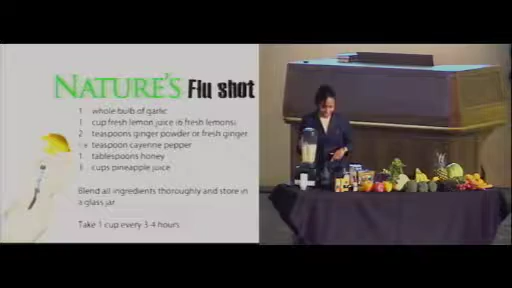 NATURE'S Flu shot
1 whole bulb of garlic
1 cup fresh lemon juice (6 fresh lemons)
2 teaspoons ginger powder or fresh ginger
teaspoon cayenne pepper
1 tablespoons honey
3 cups pineapple juice
Blend all ingredients thoroughly and store in
a glass jar
Take 1 cup every 3-4 hours